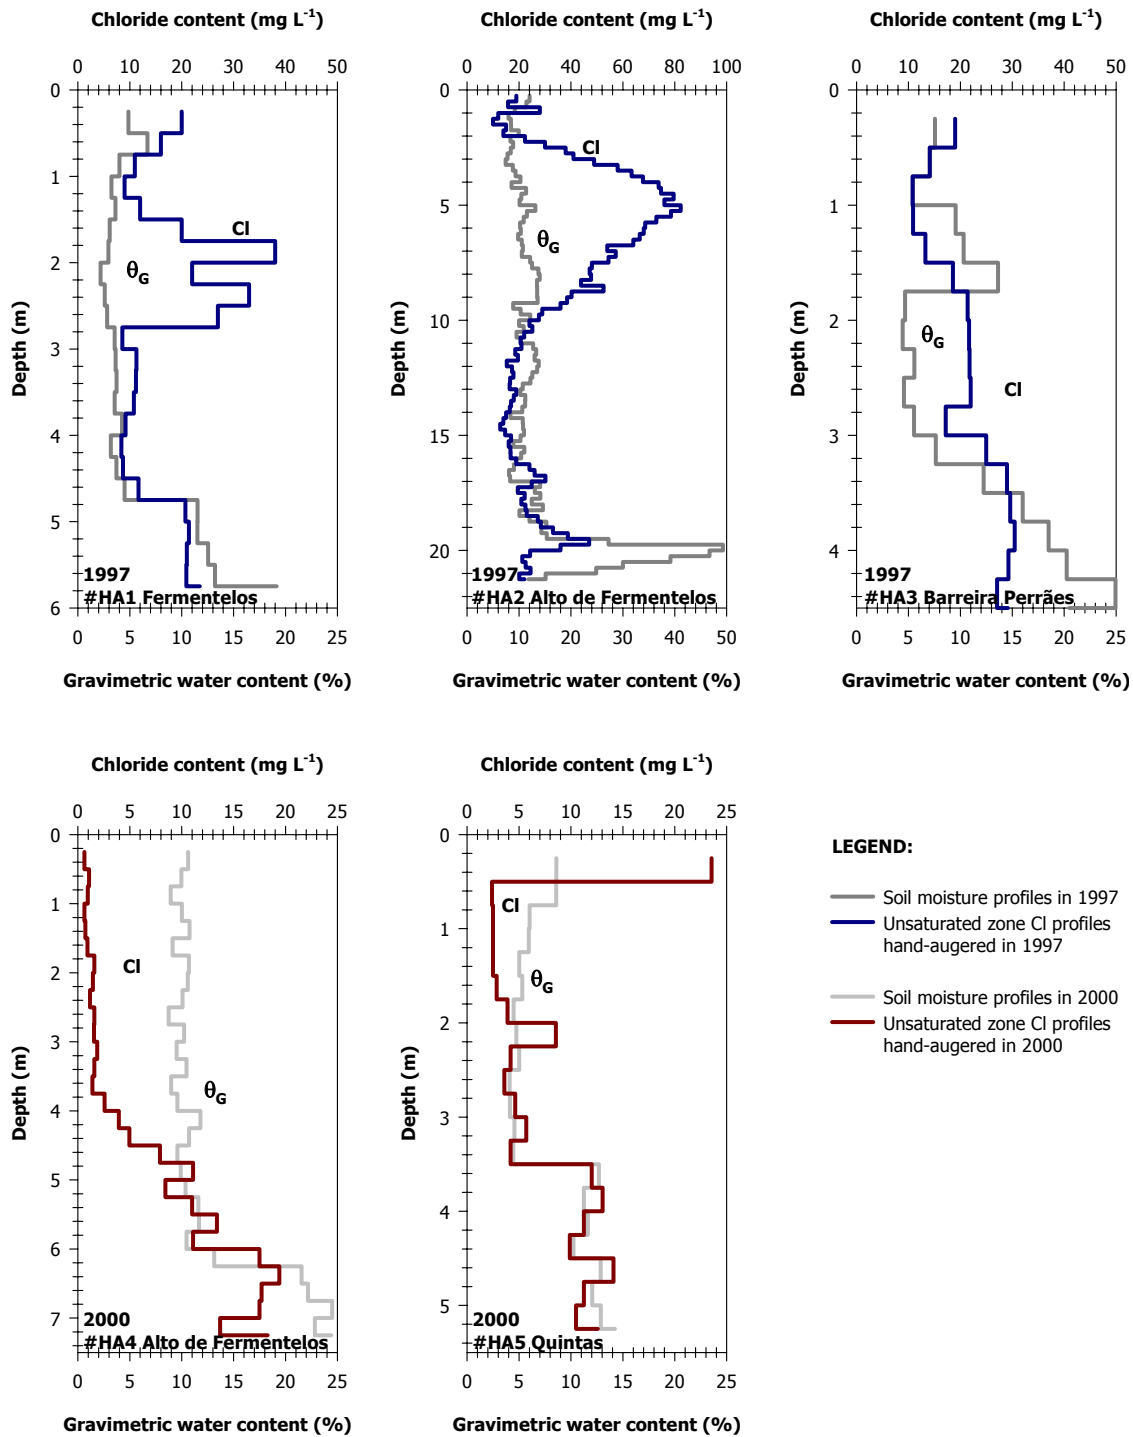 Chloride content (mg L⁻¹)
0 10 20 30 40 50
0
1
2
3
4
5
6
Depth (m)
Cl
θG
1997
#HA1 Fermentelos
0 5 10 15 20 25
Gravimetric water content (%)
Chloride content (mg L⁻¹)
0 20 40 60 80 100
0
5
10
15
20
Depth (m)
Cl
θG
1997
#HA2 Alto de Fermentelos
0 10 20 30 40 50
Gravimetric water content (%)
Chloride content (mg L⁻¹)
0 10 20 30 40 50
0
1
2
3
4
Depth (m)
θG
Cl
1997
#HA3 Barreira Perrães
0 5 10 15 20 25
Gravimetric water content (%)
Chloride content (mg L⁻¹)
0 10 20 30 40 50
0
1
2
3
4
5
6
7
Depth (m)
Cl
θG
2000
#HA4 Alto de Fermentelos
0 5 10 15 20 25
Gravimetric water content (%)
Chloride content (mg L⁻¹)
0 10 20 30 40 50
0
1
2
3
4
5
Depth (m)
Cl
θG
2000
#HA5 Quintas
0 5 10 15 20 25
Gravimetric water content (%)
LEGEND:
Soil moisture profiles in 1997
Unsaturated zone Cl profiles
hand-augered in 1997
Soil moisture profiles in 2000
Unsaturated zone Cl profiles
hand-augered in 2000